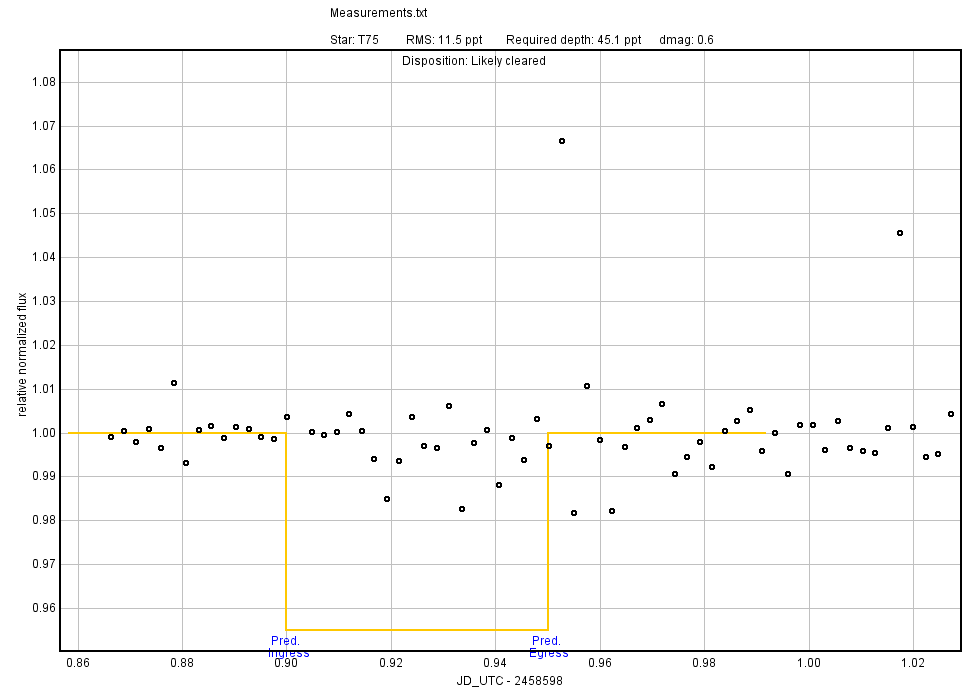 Measurements.txt
Star: T75 RMS: 11.5 ppt Required depth: 45.1 ppt dmag: 0.6
Disposition: Likely cleared
1.08
1.07
1.06
1.05
1.04
1.03
1.02
1.01
1.00
0.99
0.98
0.97
0.96
relative normalized flux
Pred. Pred.
Ingress Egress
0.86 0.88 0.90 0.92 0.94 0.96 0.98 1.00 1.02
JD_UTC - 2458598